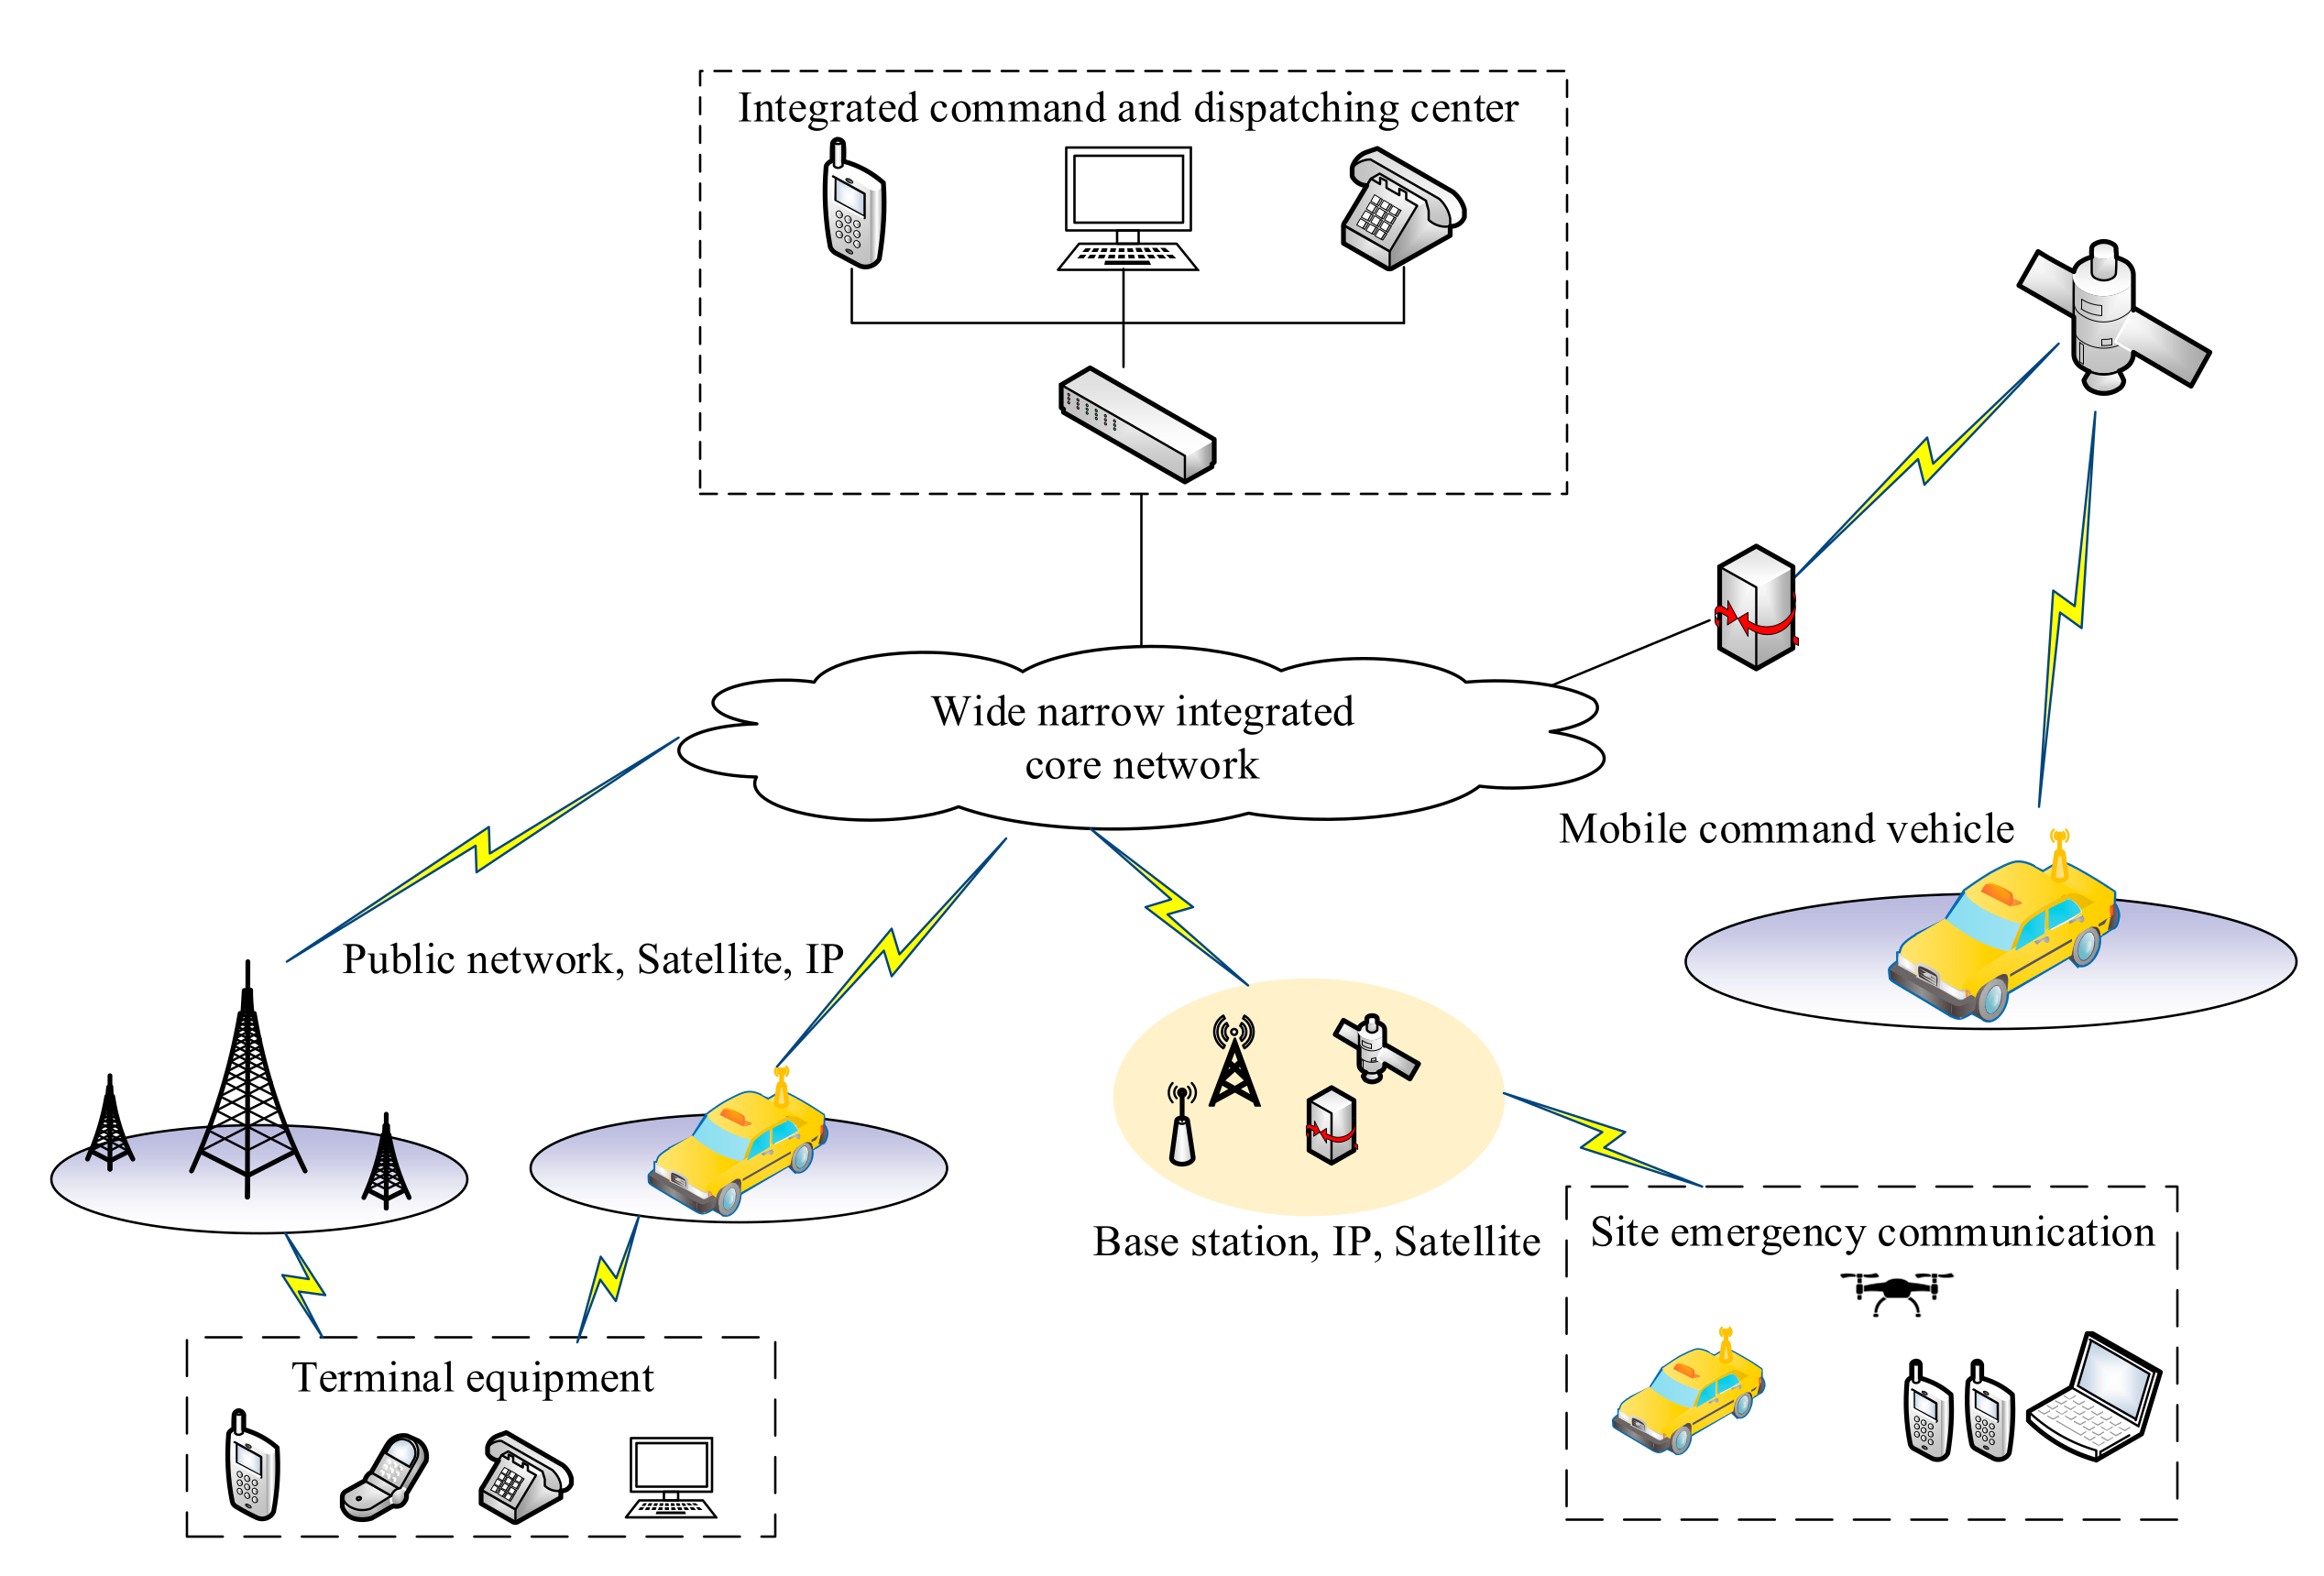 Integrated command and dispatching center
Wide narrow integrated
core network
Mobile command vehicle
Public network, Satellite, IP
Base station, IP, Satellite
Site emergency communication
Terminal equipment